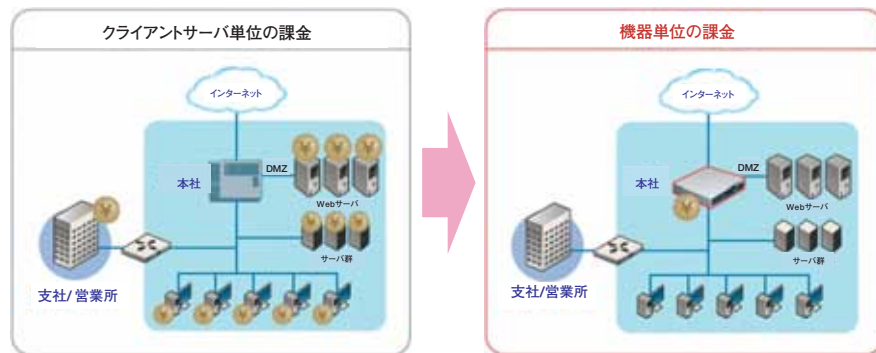 クライアントサーバ単位の課金
インターネット
¥ ¥ ¥
DMZ
本社
Webサーバ
¥
¥ ¥ ¥
サーバ群
支社/営業所
¥ ¥ ¥ ¥ ¥
機器単位の課金
インターネット
DMZ
本社
¥
Webサーバ
サーバ群
支社/営業所